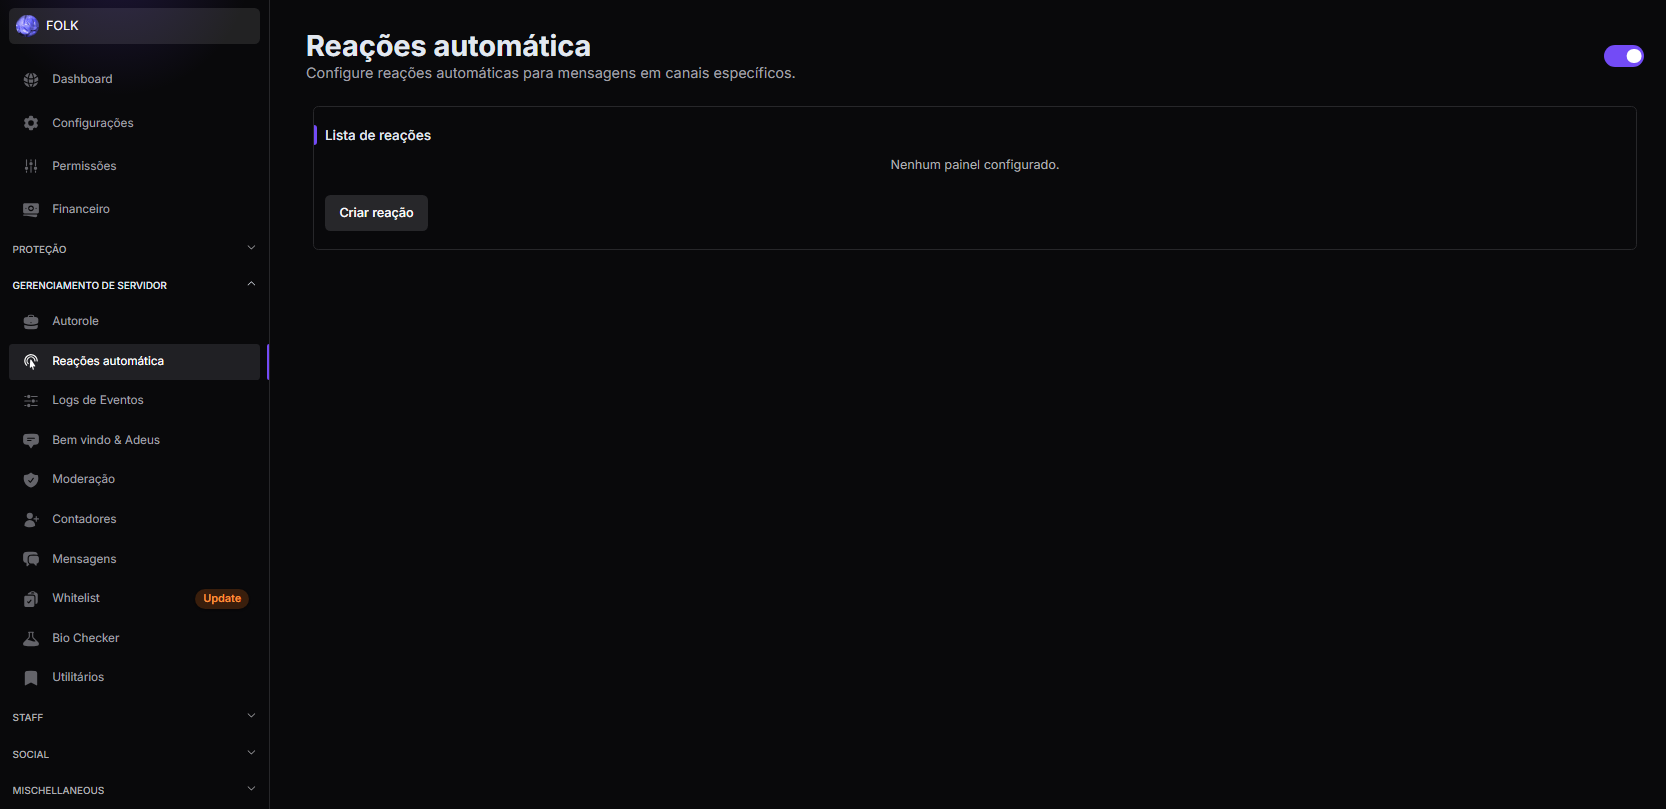 FOLK
Dashboard
Configurações
Permissões
Financeiro
PROTEÇÃO
GERENCIAMENTO DE SERVIDOR
Autorole
Reações automática
Logs de Eventos
Bem vindo & Adeus
Moderação
Contadores
Mensagens
Whitelist Update
Bio Checker
Utilitários
STAFF
SOCIAL
MISCHELLANEOUS
Reações automática
Configure reações automáticas para mensagens em canais específicos.
Lista de reações
Nenhum painel configurado.
Criar reação